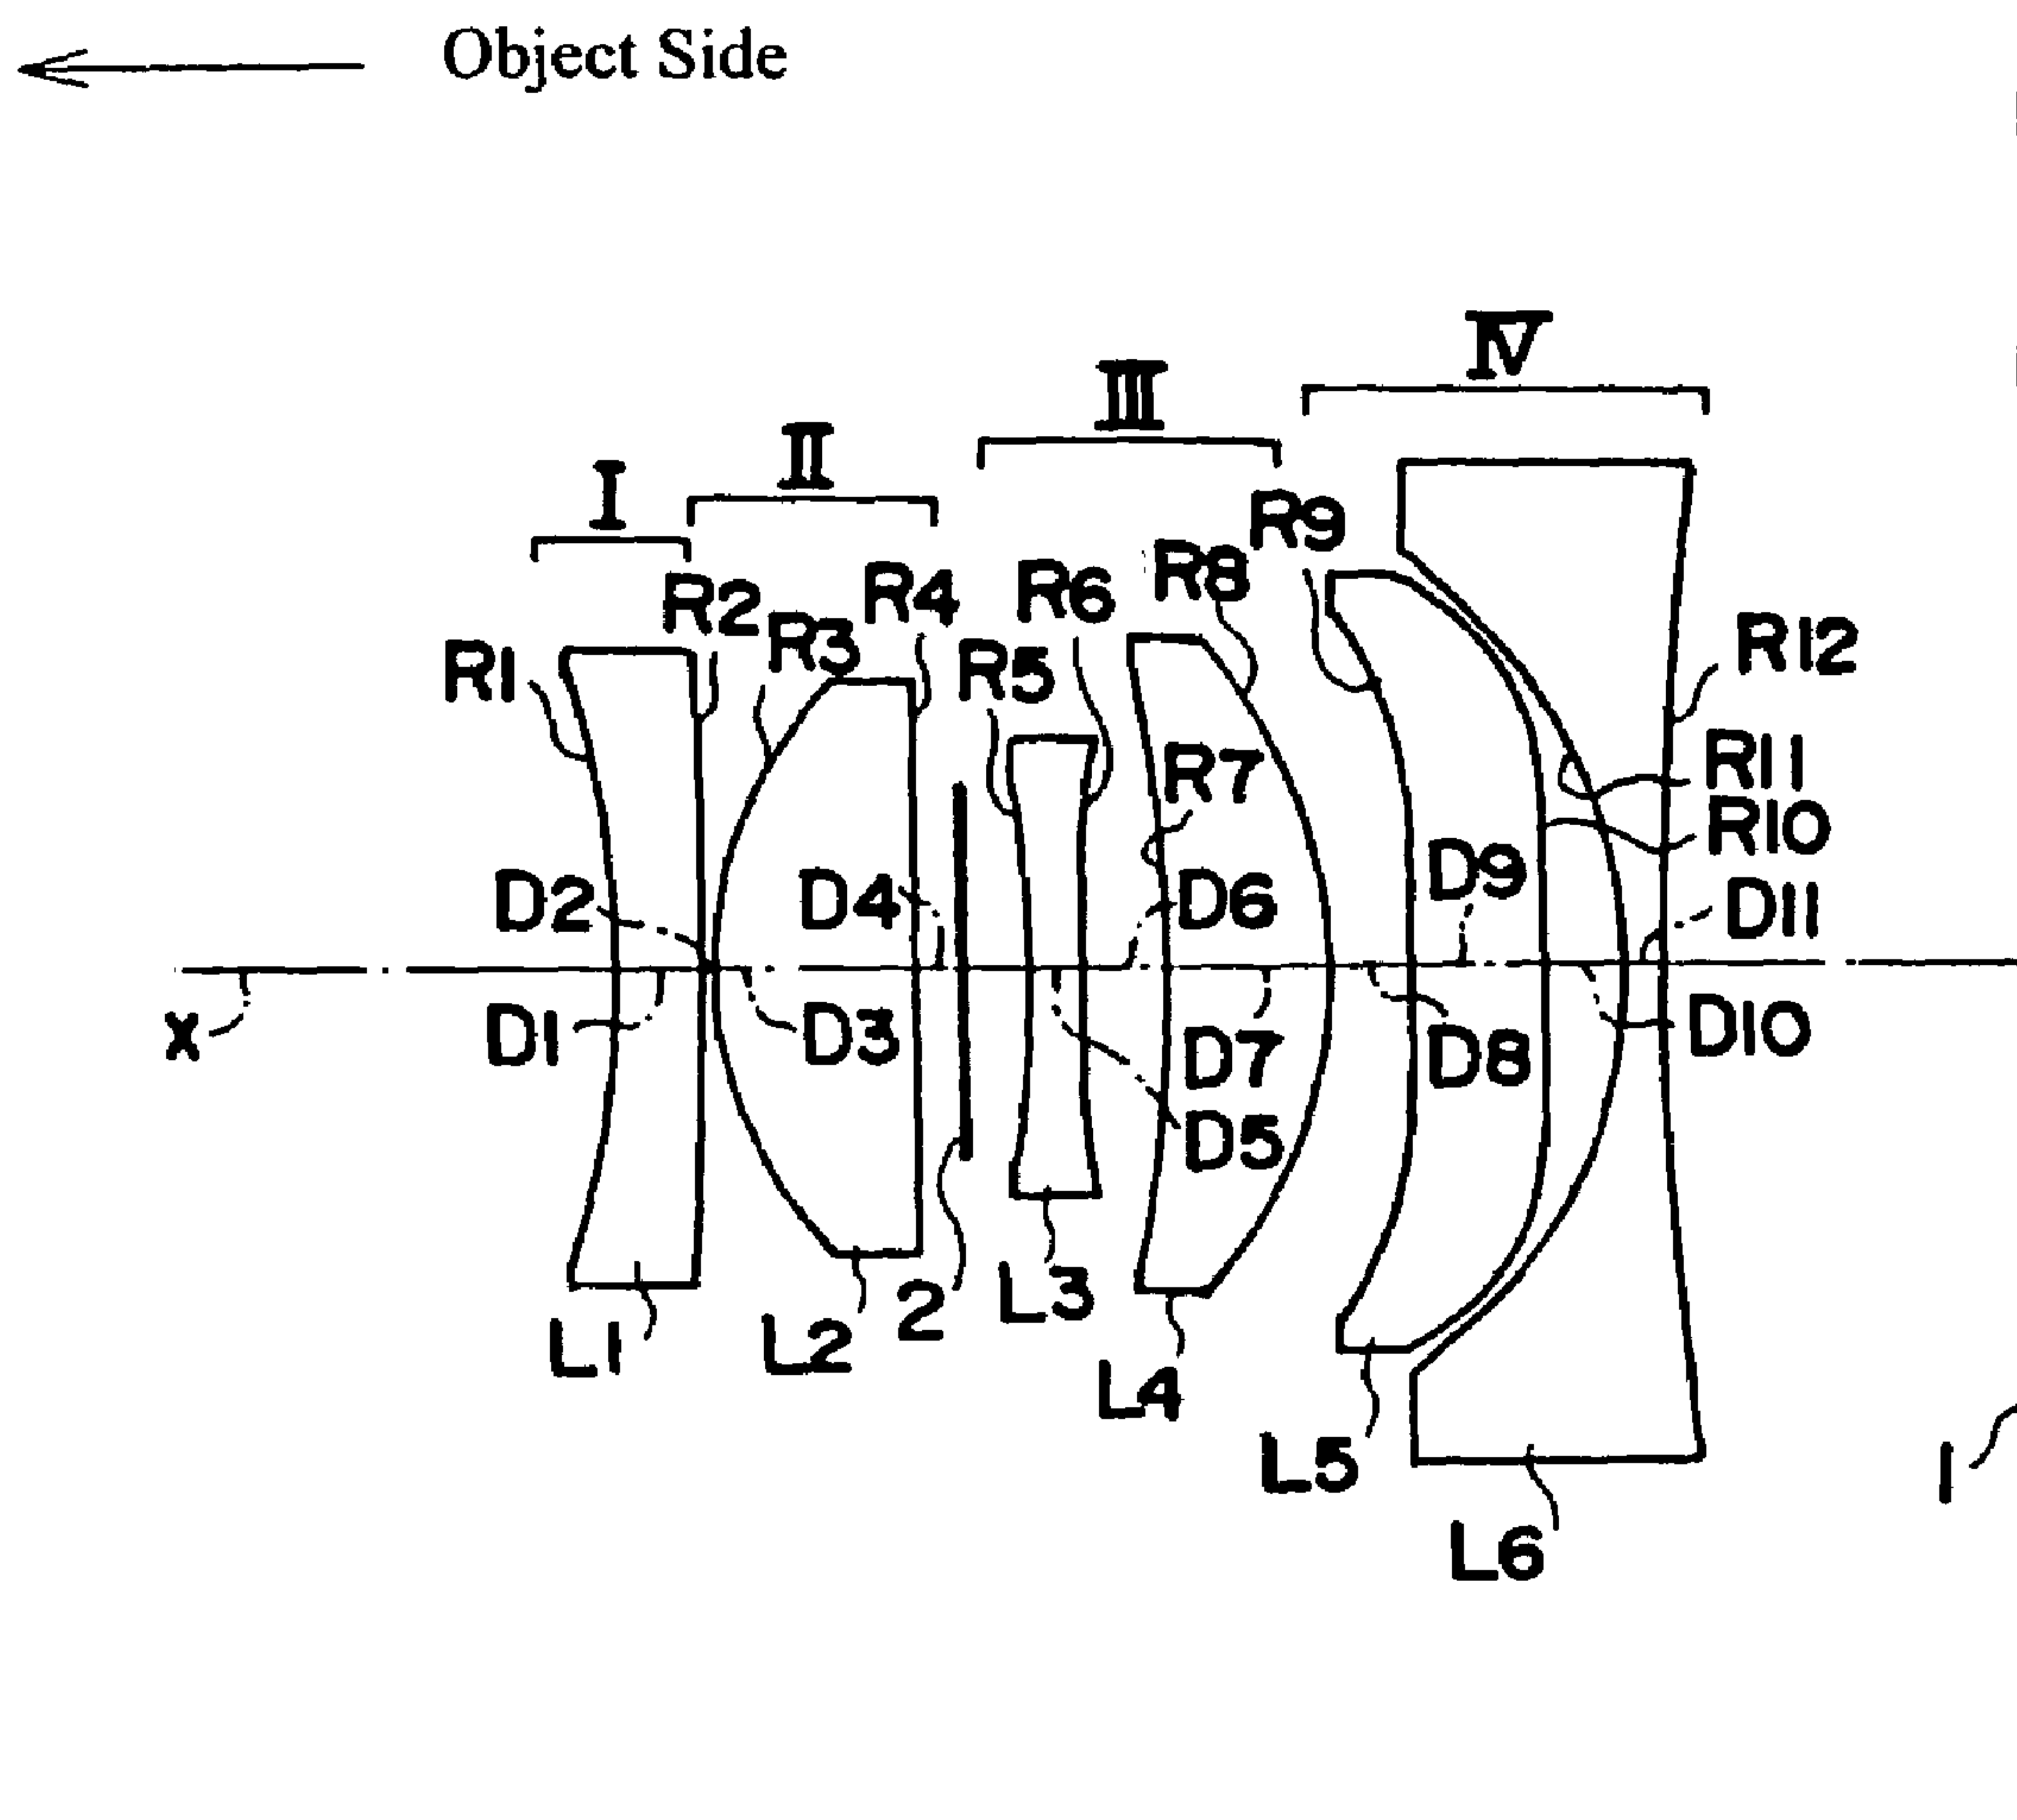 Object Side
IV
III
II
I
R9
R8
R6
R4
R2
R3
R5
R1
R12
R7
R11
R10
D9
D2
D4
D6
D11
X
D1
D3
D7
D8
D10
D5
L3
2
L2
L1
L4
L5
1
L6